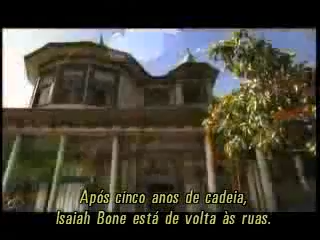 Após cinco anos de cadeia,
Isaiah Bone está de volta às ruas.